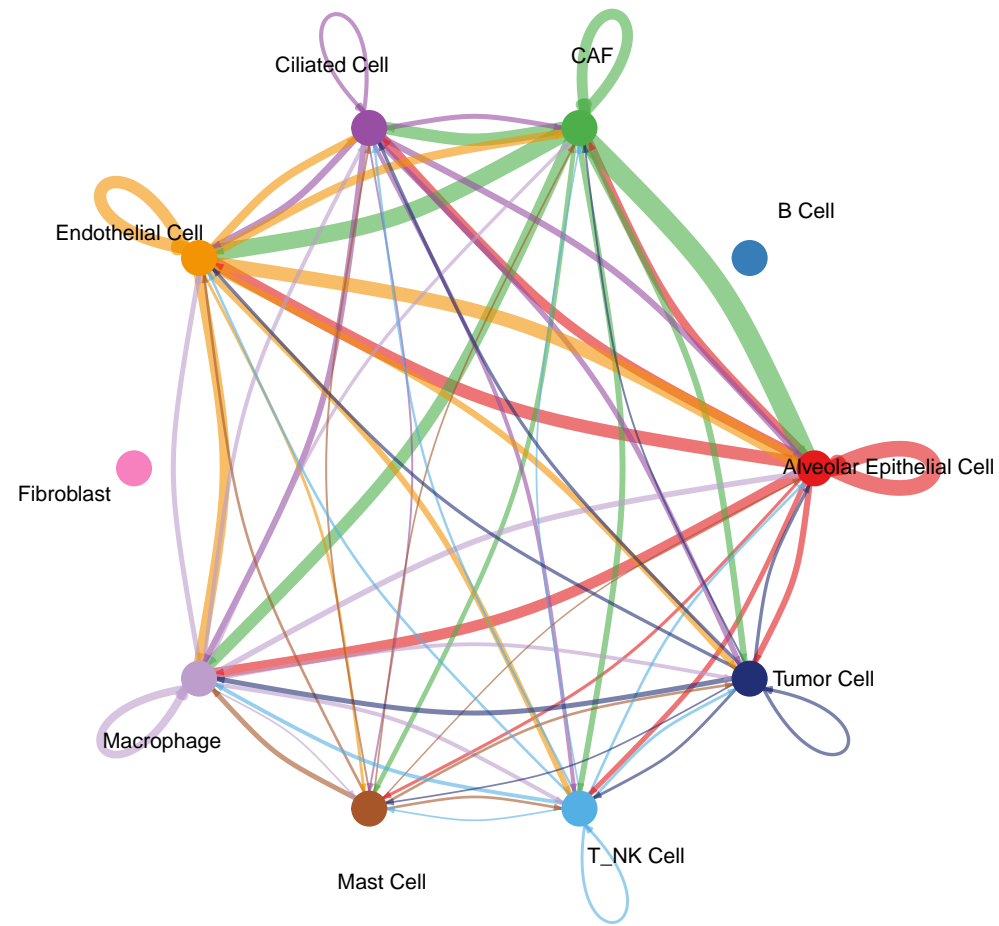 CAF
Ciliated Cell
B Cell
Endothelial Cell
Alveolar Epithelial Cell
Fibroblast
Tumor Cell
Macrophage
T_NK Cell
Mast Cell